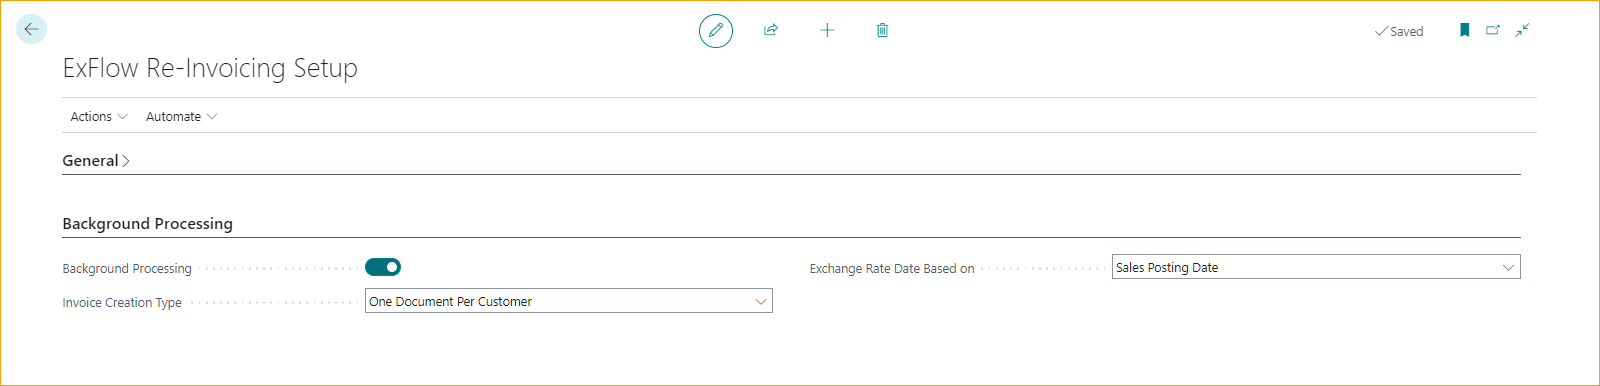 Saved
ExFlow Re-Invoicing Setup
Actions Automate
General
Background Processing
Background Processing
Invoice Creation Type One Document Per Customer
Exchange Rate Date Based on Sales Posting Date